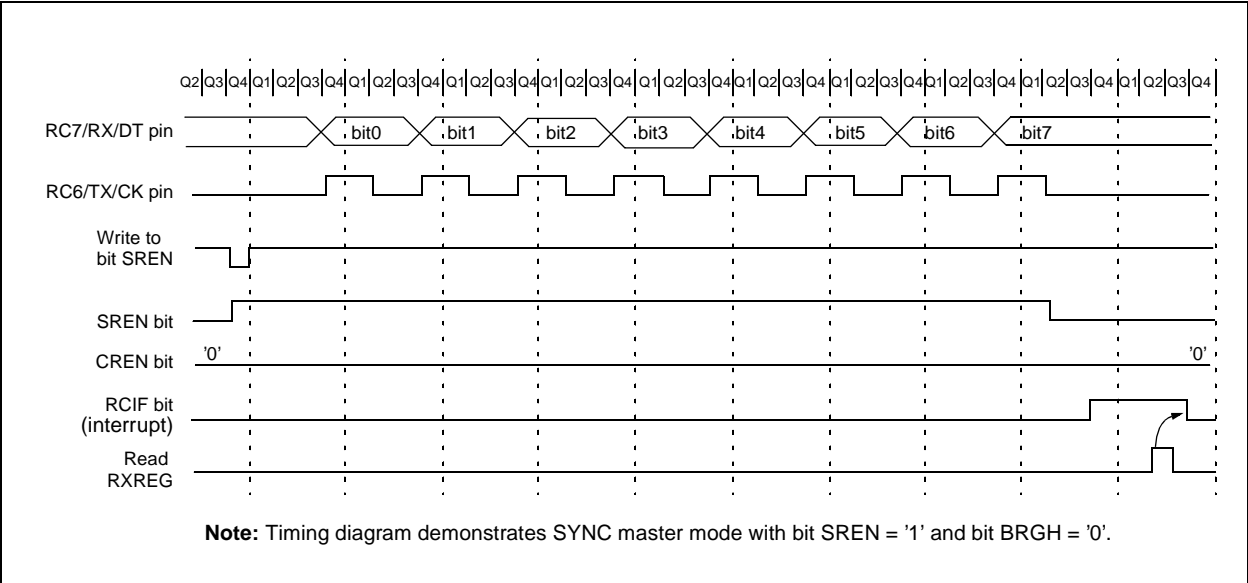 Q2 Q3 Q4 Q1 Q2 Q3 Q4 Q1 Q2 Q3 Q4 Q1 Q2 Q3 Q4 Q1 Q2 Q3 Q4 Q1 Q2 Q3 Q4 Q1 Q2 Q3 Q4 Q1 Q2 Q3 Q4 Q1 Q2 Q3 Q4 Q1 Q2 Q3 Q4 Q1 Q2 Q3 Q4
RC7/RX/DT pin bit0 bit1 bit2 bit3 bit4 bit5 bit6 bit7
RC6/TX/CK pin
Write to
bit SREN
SREN bit
CREN bit '0' '0'
RCIF bit
(interrupt)
Read
RXREG
Note: Timing diagram demonstrates SYNC master mode with bit SREN = '1' and bit BRGH = '0'.